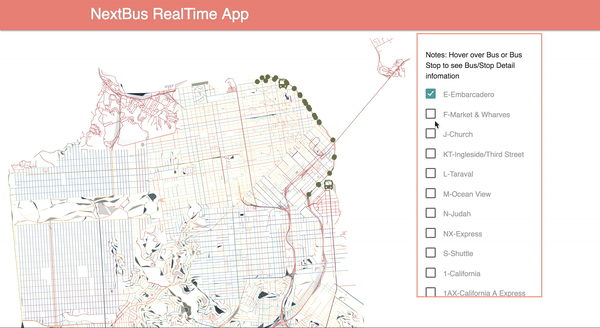 NextBus RealTime App
Notes: Hover over Bus or Bus
Stop to see Bus/Stop Detail
infomation
E-Embarcadero
F-Market & Wharves
J-Church
KT-Ingleside/Third Street
L-Taraval
M-Ocean View
N-Judah
NX-Express
S-Shuttle
1-California
1AX-California A Express